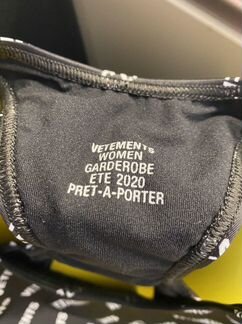 VETEMENTS
WOMEN
GARDEROBE
ETE 2020
PRET-A-PORTER